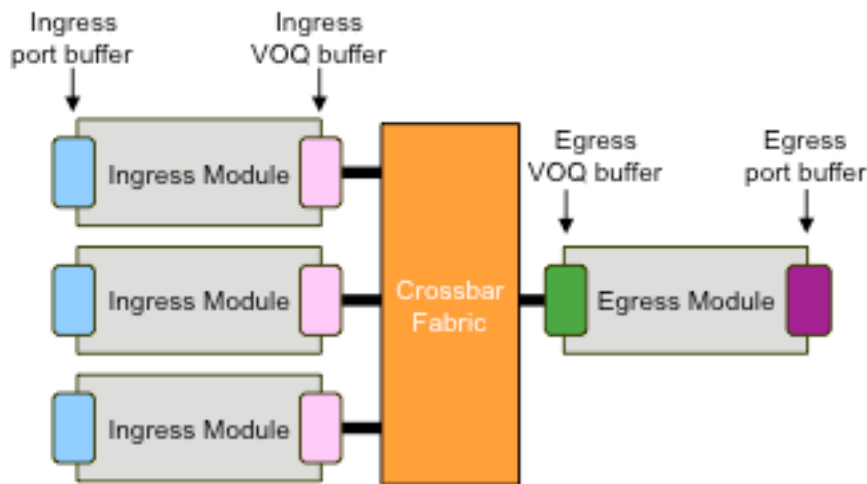 Ingress
port buffer
Ingress
VOQ buffer
Ingress Module
Egress
VOQ buffer
Egress
port buffer
Ingress Module
Crossbar
Fabric
Egress Module
Ingress Module